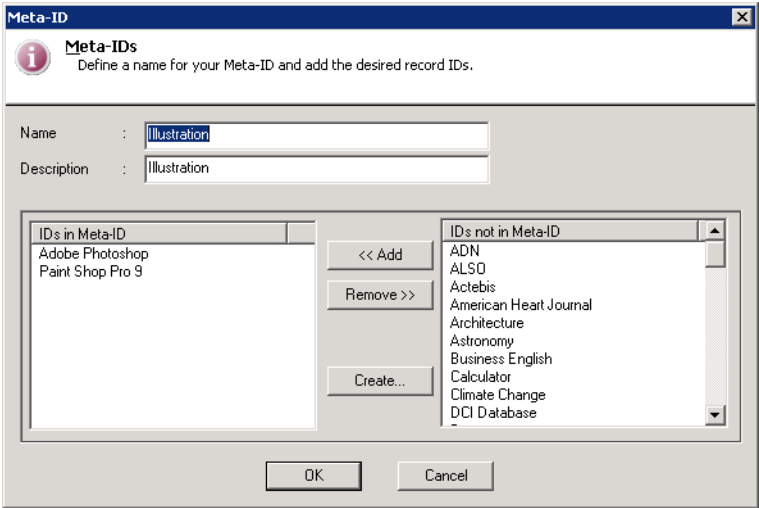 Meta-ID
Meta-IDs
Define a name for your Meta-ID and add the desired record IDs.
Name : Illustration
Description : Illustration
IDs in Meta-ID
Adobe Photoshop
Paint Shop Pro 9
<< Add
Remove >>
Create...
IDs not in Meta-ID
ADN
ALSO
Actebis
American Heart Journal
Architecture
Astronomy
Business English
Calculator
Climate Change
DCI Database
OK Cancel